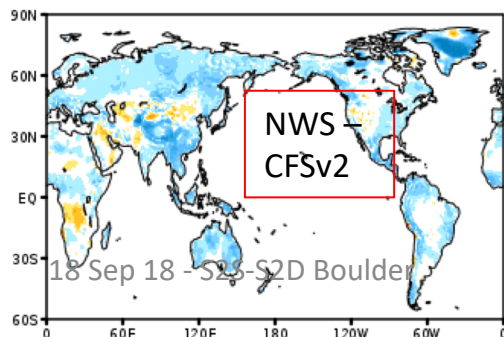 90N
60N
30N
EQ
30S
60S
NWS –
CFSv2
18 Sep 18 - S2S-S2D Boulder
0 60E 120E 180 120W 60W 0